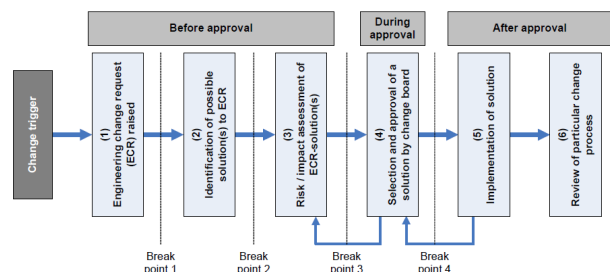 Before approval
During
approval
After approval
Change trigger
(1)
Engineering change request
(ECR) raised
(2)
Identification of possible
solution(s) to ECR
(3)
Risk / impact assessment of
ECR-solution(s)
(4)
Selection and approval of a
solution by change board
(5)
Implementation of solution
(6)
Review of particular change
process
Break
point 1
Break
point 2
Break
point 3
Break
point 4